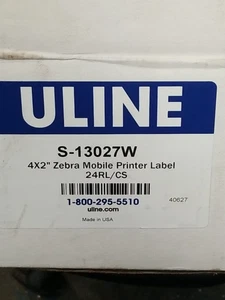 ULINE
S-13027W
4X2" Zebra Mobile Printer Label
24RL/CS
1-800-295-5510
uline.com
40627
Made in USA